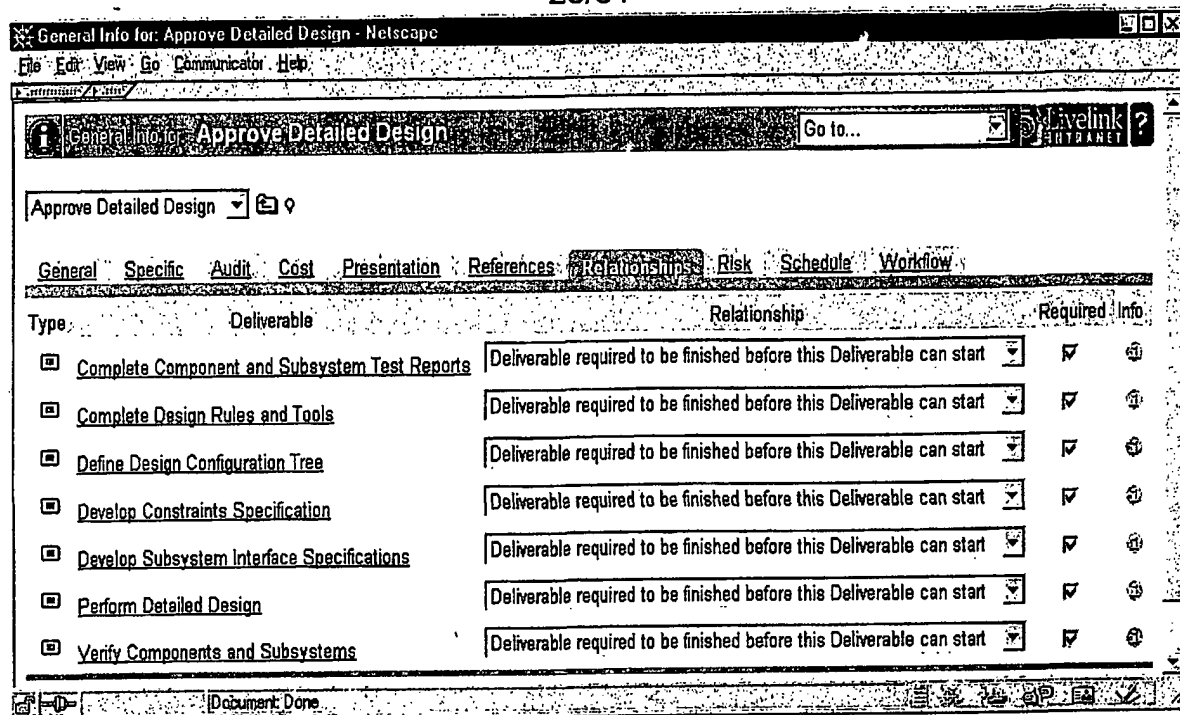 General Info for: Approve Detailed Design - Netscape
File Edit View Go Communicator Help
General Info for: Approve Detailed Design Go to... Livelink INTRANET ?
Approve Detailed Design
General Specific Audit Cost Presentation References Relationships Risk Schedule Workflow
Type Deliverable Relationship Required Info
Complete Component and Subsystem Test Reports Deliverable required to be finished before this Deliverable can start
Complete Design Rules and Tools Deliverable required to be finished before this Deliverable can start
Define Design Configuration Tree Deliverable required to be finished before this Deliverable can start
Develop Constraints Specification Deliverable required to be finished before this Deliverable can start
Develop Subsystem Interface Specifications Deliverable required to be finished before this Deliverable can start
Perform Detailed Design Deliverable required to be finished before this Deliverable can start
Verify Components and Subsystems Deliverable required to be finished before this Deliverable can start
Document: Done